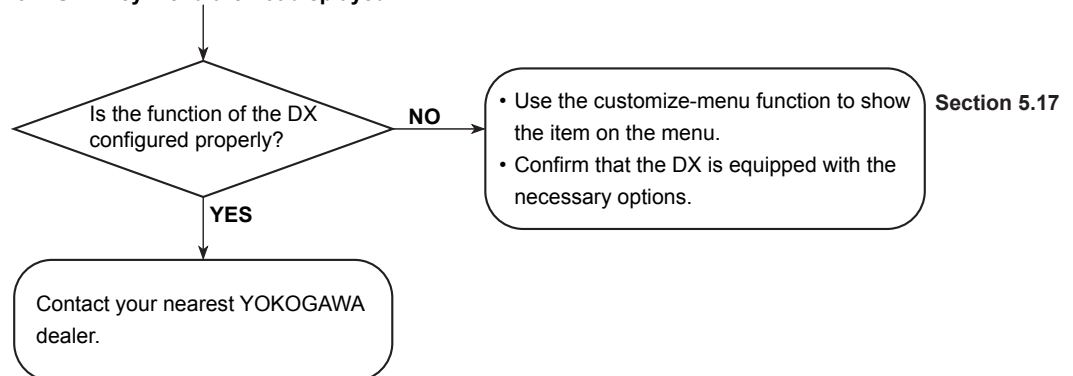 Is the function of the DX
configured properly?
NO
• Use the customize-menu function to show
the item on the menu.
• Confirm that the DX is equipped with the
necessary options.
Section 5.17
YES
Contact your nearest YOKOGAWA
dealer.